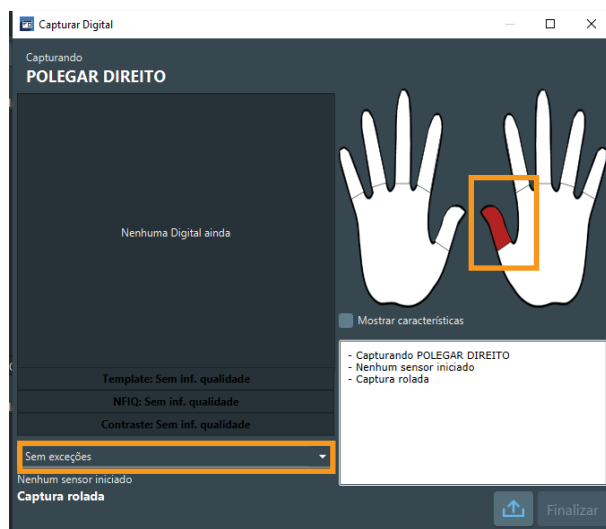 Capturar Digital
Capturando
POLEGAR DIREITO
Nenhuma Digital ainda
Mostrar características
- Capturando POLEGAR DIREITO
- Nenhum sensor iniciado
- Captura rolada
Template: Sem inf. qualidade
NFIQ: Sem inf. qualidade
Contraste: Sem inf. qualidade
Sem exceções
Nenhum sensor iniciado
Captura rolada
Finalizar